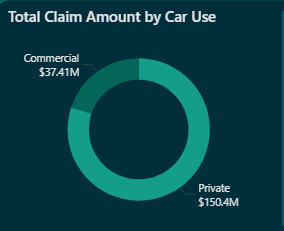 Total Claim Amount by Car Use
Commercial
$37.41M
Private
$150.4M